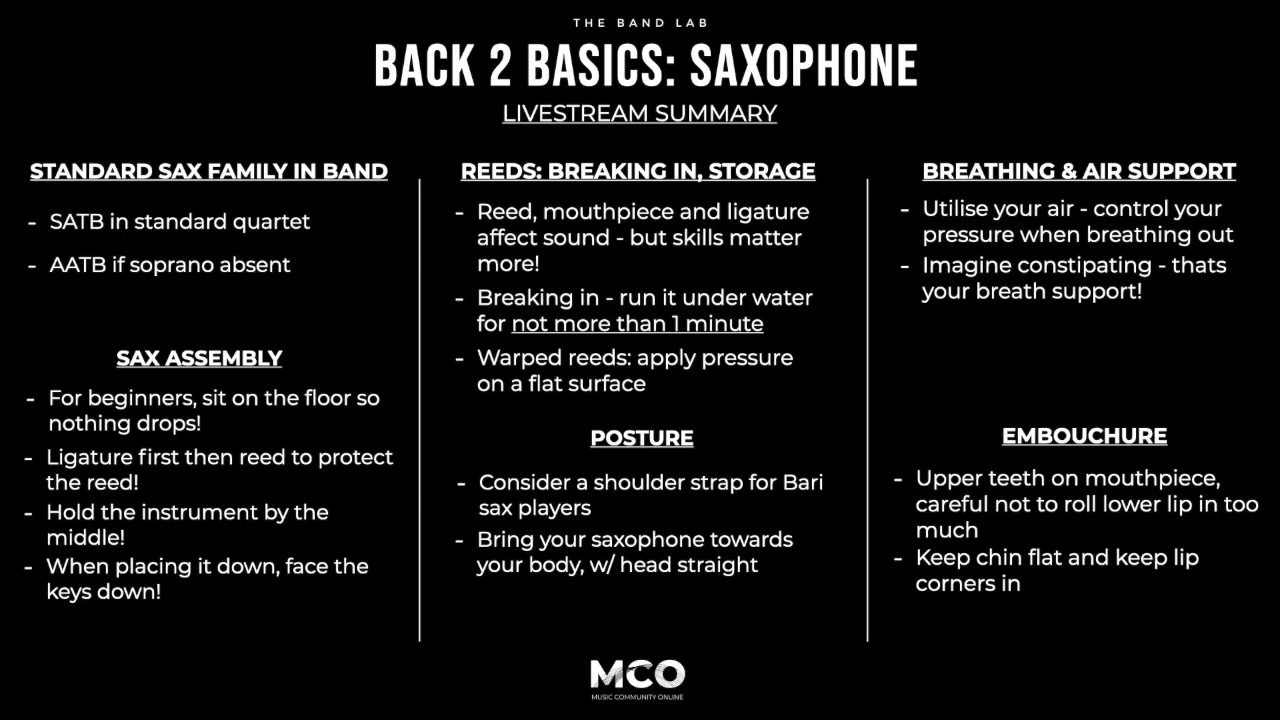 THE BAND LAB
BACK 2 BASICS: SAXOPHONE
LIVESTREAM SUMMARY
STANDARD SAX FAMILY IN BAND
- SATB in standard quartet
- AATB if soprano absent
SAX ASSEMBLY
- For beginners, sit on the floor so
nothing drops!
- Ligature first then reed to protect
the reed!
- Hold the instrument by the
middle!
- When placing it down, face the
keys down!
REEDS: BREAKING IN, STORAGE
- Reed, mouthpiece and ligature
affect sound - but skills matter
more!
- Breaking in - run it under water
for not more than 1 minute
- Warped reeds: apply pressure
on a flat surface
POSTURE
- Consider a shoulder strap for Bari
sax players
- Bring your saxophone towards
your body, w/ head straight
BREATHING & AIR SUPPORT
- Utilise your air - control your
pressure when breathing out
- Imagine constipating - thats
your breath support!
EMBOUCHURE
- Upper teeth on mouthpiece,
careful not to roll lower lip in too
much
- Keep chin flat and keep lip
corners in
MCO
MUSIC COMMUNITY ONLINE